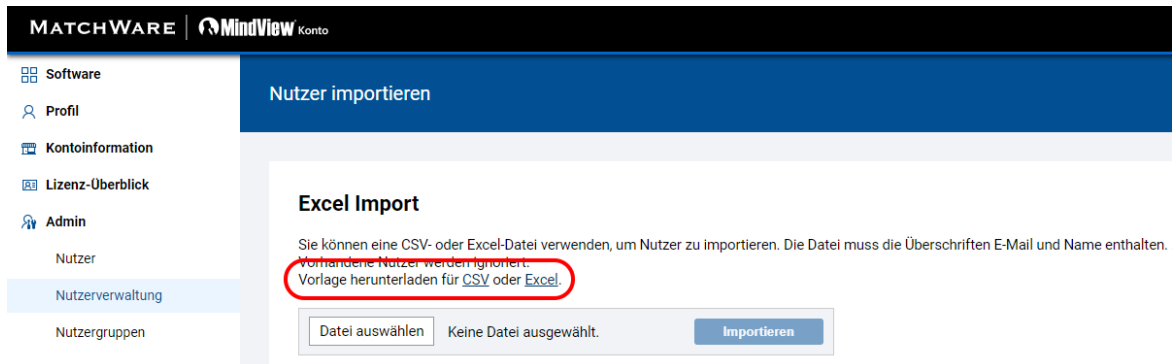 MATCHWARE | MindView Konto
Software
Profil
Kontoinformation
Lizenz-Überblick
Admin
Nutzer
Nutzerverwaltung
Nutzergruppen
Nutzer importieren
Excel Import
Sie können eine CSV- oder Excel-Datei verwenden, um Nutzer zu importieren. Die Datei muss die Überschriften E-Mail und Name enthalten.
Vorhandene Nutzer werden ignoriert.
Vorlage herunterladen für CSV oder Excel.
Datei auswählen Keine Datei ausgewählt. Importieren